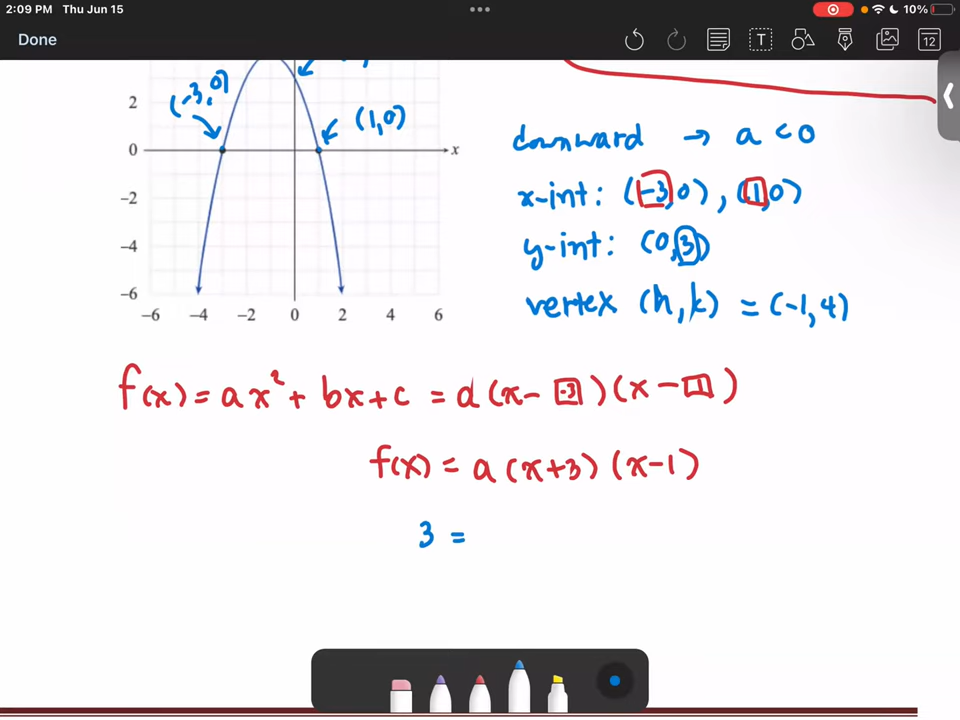 2:09 PM Thu Jun 15
10%
Done
12
(-3,0)
(1,0)
2
0
x
-2
-4
-6
-6 -4 -2 0 2 4 6
downward → a < 0
x-int: (-3,0), (1,0)
y-int: (0,3)
vertex (h,k) = (-1,4)
f(x) = ax² + bx + c = a(x - -3)(x - 1)
f(x) = a(x+3)(x-1)
3 =